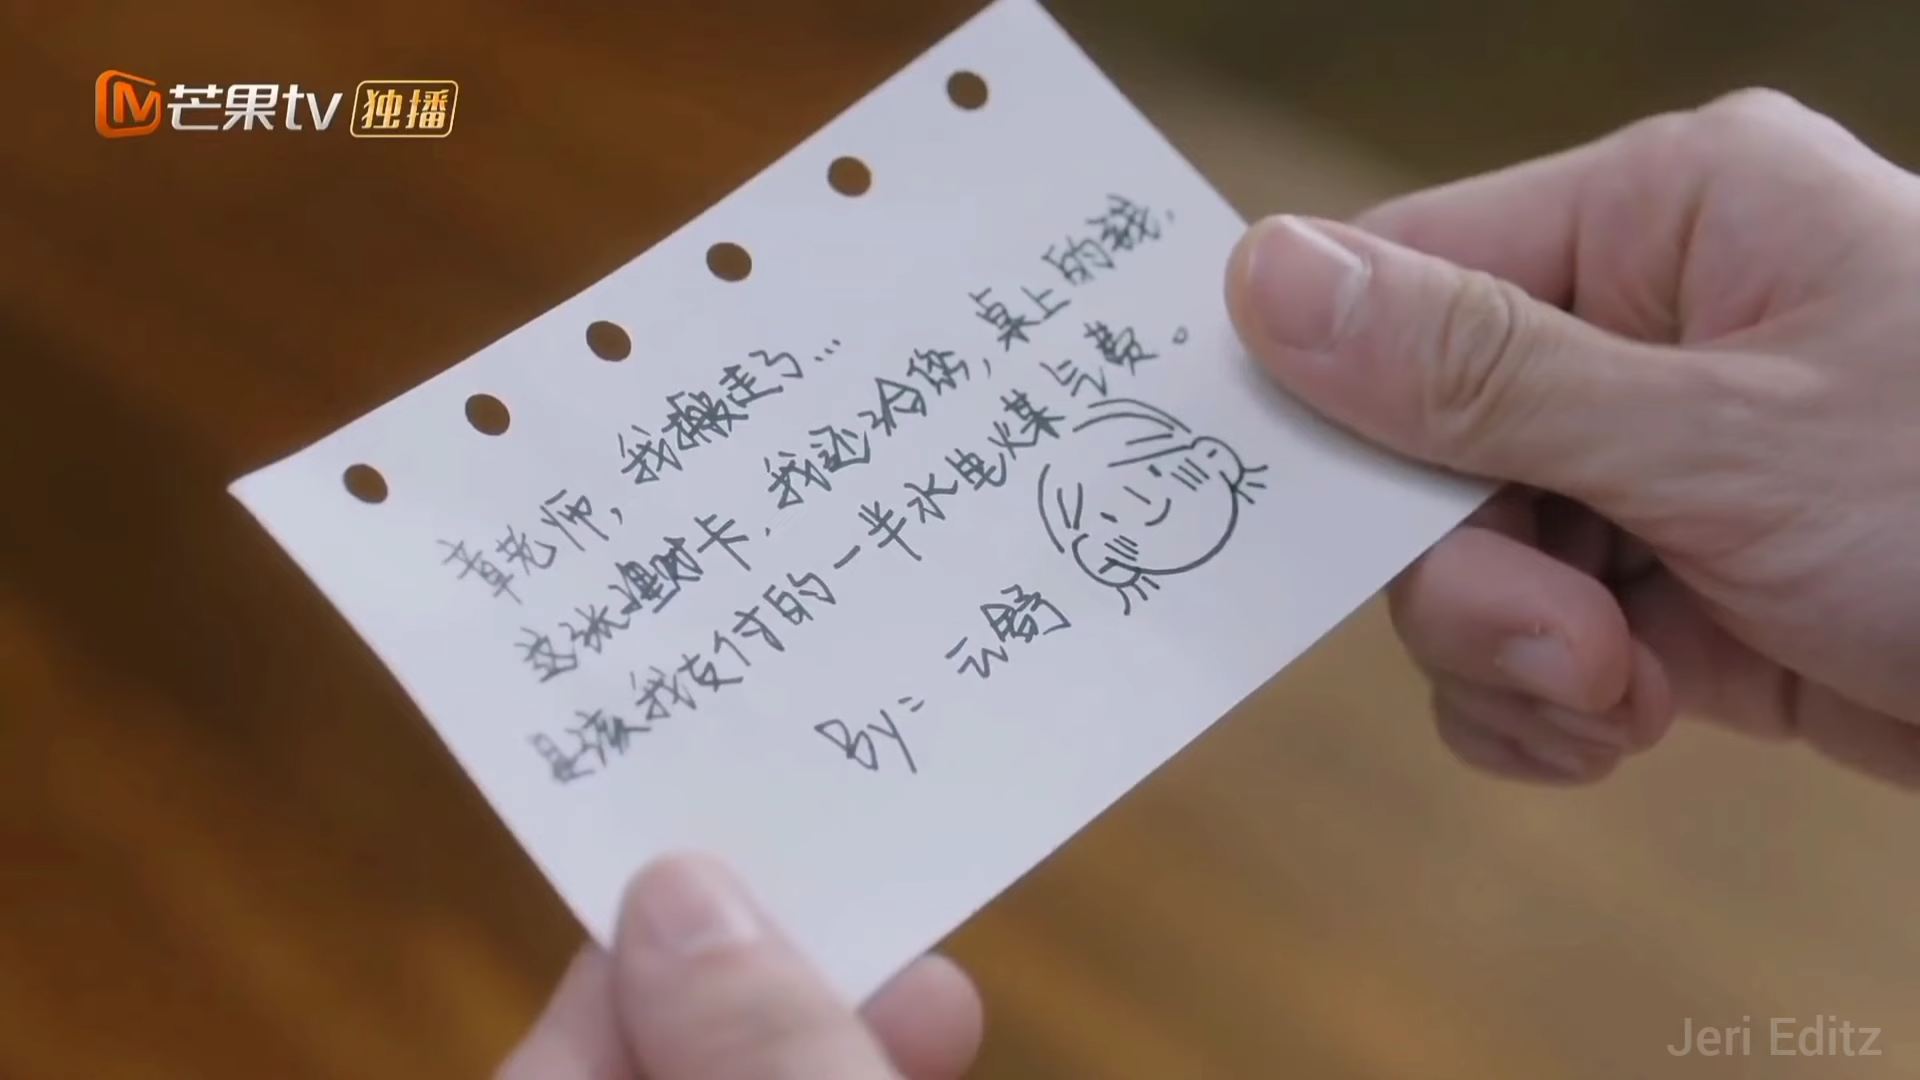 芒果tv 独播
章老师，我搬走了…
这张理财卡，我还给您，桌上的钱，
是该我支付的一半水电煤气费。
By：云舒
Jeri Editz